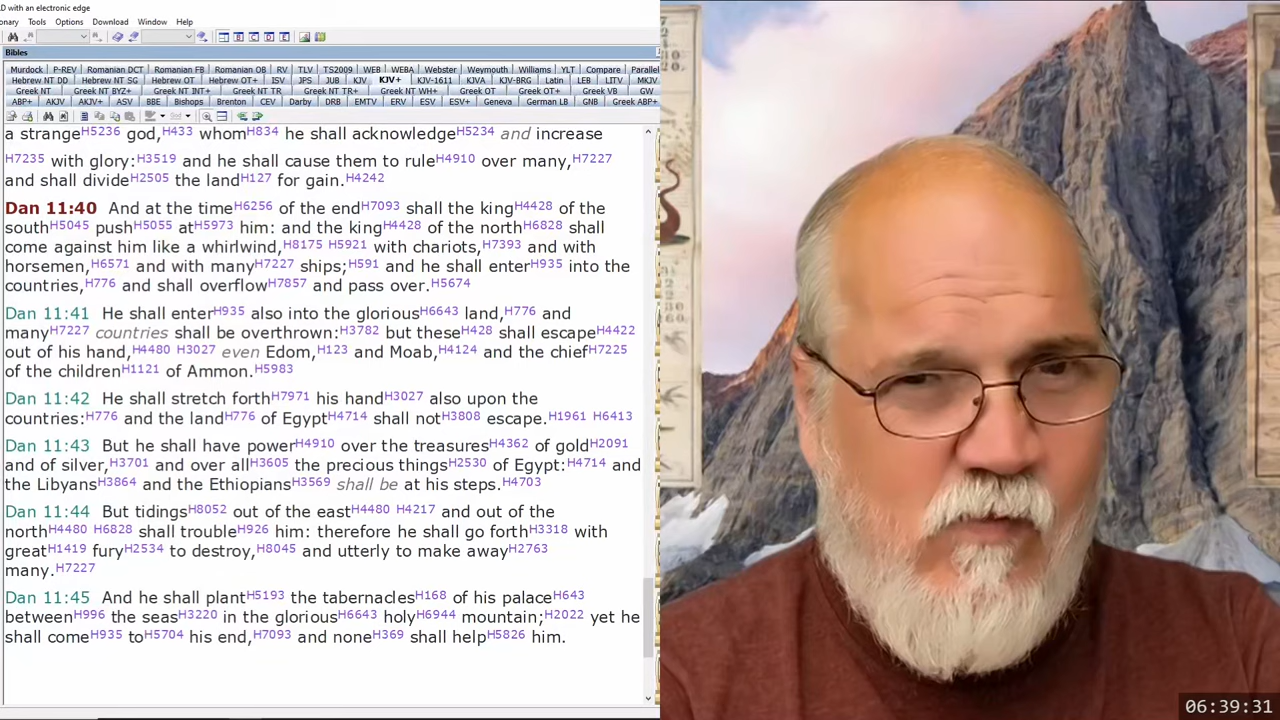 D with an electronic edge
onary Tools Options Download Window Help
Bibles
Murdock P-REV Romanian DCT Romanian FB Romanian OB RV TLV TS2009 WEB WEBA Webster Weymouth Williams YLT Compare Parallel
Hebrew NT DD Hebrew NT SG Hebrew OT Hebrew OT+ ISV JPS JUB KJV KJV+ KJV-1611 KJVA KJV-BRG Latin LEB LITV MKJV
Greek NT Greek NT BYZ+ Greek NT INT+ Greek NT TR Greek NT TR+ Greek NT WH+ Greek OT Greek OT+ Greek VB GW
ABP+ AKJV AKJV+ ASV BBE Bishops Brenton CEV Darby DRB EMTV ERV ESV ESV+ Geneva German LB GNB Greek ABP+
B C D E
a strangeH5236 god,H433 whomH834 he shall acknowledgeH5234 and increase
H7235 with glory:H3519 and he shall cause them to ruleH4910 over many,H7227
and shall divideH2505 the landH127 for gain.H4242
Dan 11:40 And at the timeH6256 of the endH7093 shall the kingH4428 of the
southH5045 pushH5055 atH5973 him: and the kingH4428 of the northH6828 shall
come against him like a whirlwind,H8175 H5921 with chariots,H7393 and with
horsemen,H6571 and with manyH7227 ships;H591 and he shall enterH935 into the
countries,H776 and shall overflowH7857 and pass over.H5674
Dan 11:41 He shall enterH935 also into the gloriousH6643 land,H776 and
manyH7227 countries shall be overthrown:H3782 but theseH428 shall escapeH4422
out of his hand,H4480 H3027 even Edom,H123 and Moab,H4124 and the chiefH7225
of the childrenH1121 of Ammon.H5983
Dan 11:42 He shall stretch forthH7971 his handH3027 also upon the
countries:H776 and the landH776 of EgyptH4714 shall notH3808 escape.H1961 H6413
Dan 11:43 But he shall have powerH4910 over the treasuresH4362 of goldH2091
and of silver,H3701 and over allH3605 the precious thingsH2530 of Egypt:H4714 and
the LibyansH3864 and the EthiopiansH3569 shall be at his steps.H4703
Dan 11:44 But tidingsH8052 out of the eastH4480 H4217 and out of the
northH4480 H6828 shall troubleH926 him: therefore he shall go forthH3318 with
greatH1419 furyH2534 to destroy,H8045 and utterly to make awayH2763
many.H7227
Dan 11:45 And he shall plantH5193 the tabernaclesH168 of his palaceH643
betweenH996 the seasH3220 in the gloriousH6643 holyH6944 mountain;H2022 yet he
shall comeH935 toH5704 his end,H7093 and noneH369 shall helpH5826 him.
06:39:31